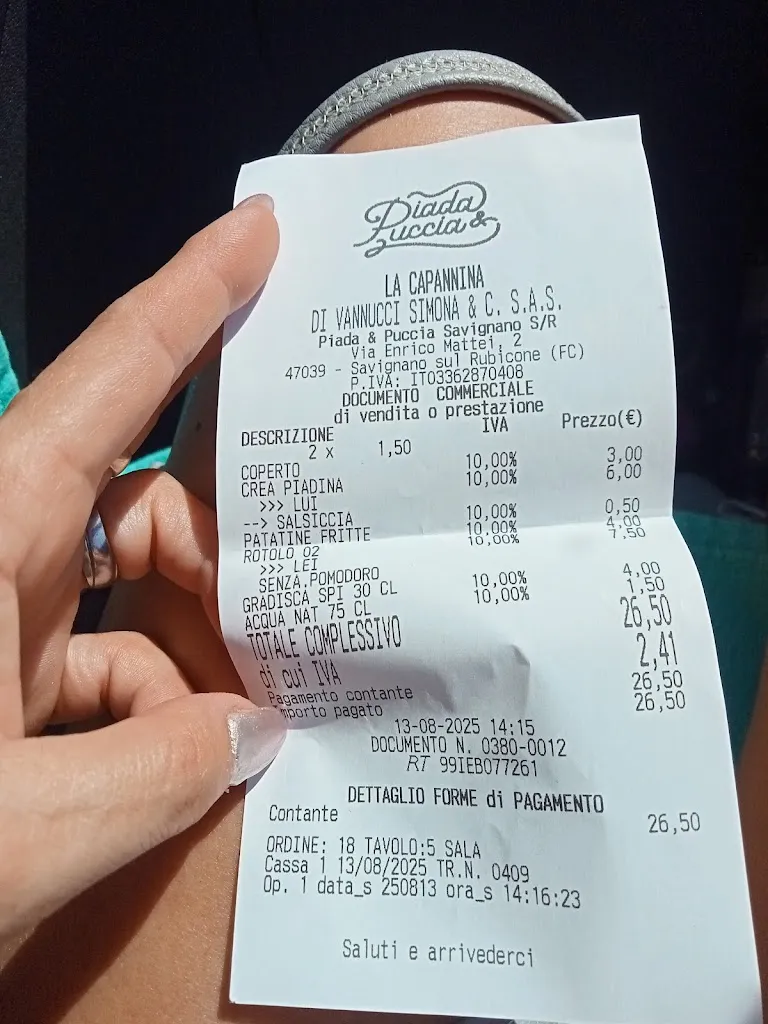 Piada &
Puccia
LA CAPANNINA
DI VANNUCCI SIMONA & C. S.A.S.
Piada & Puccia Savignano S/R
Via Enrico Mattei, 2
47039 - Savignano sul Rubicone (FC)
P.IVA: IT03362870408
DOCUMENTO COMMERCIALE
di vendita o prestazione
DESCRIZIONE IVA Prezzo(€)
2 x 1,50
COPERTO 10,00% 3,00
CREA PIADINA 10,00% 6,00
>>> LUI
--> SALSICCIA 10,00% 0,50
PATATINE FRITTE 10,00% 4,00
ROTOLO 02 10,00% 7,50
>>> LEI
SENZA.POMODORO
GRADISCA SPI 30 CL 10,00% 4,00
ACQUA NAT 75 CL 10,00% 1,50
TOTALE COMPLESSIVO 26,50
di cui IVA 2,41
Pagamento contante 26,50
mporto pagato 26,50
13-08-2025 14:15
DOCUMENTO N. 0380-0012
RT 99IEB077261
DETTAGLIO FORME di PAGAMENTO
Contante 26,50
ORDINE: 18 TAVOLO:5 SALA
Cassa 1 13/08/2025 TR.N. 0409
Op. 1 data_s 250813 ora_s 14:16:23
Saluti e arrivederci